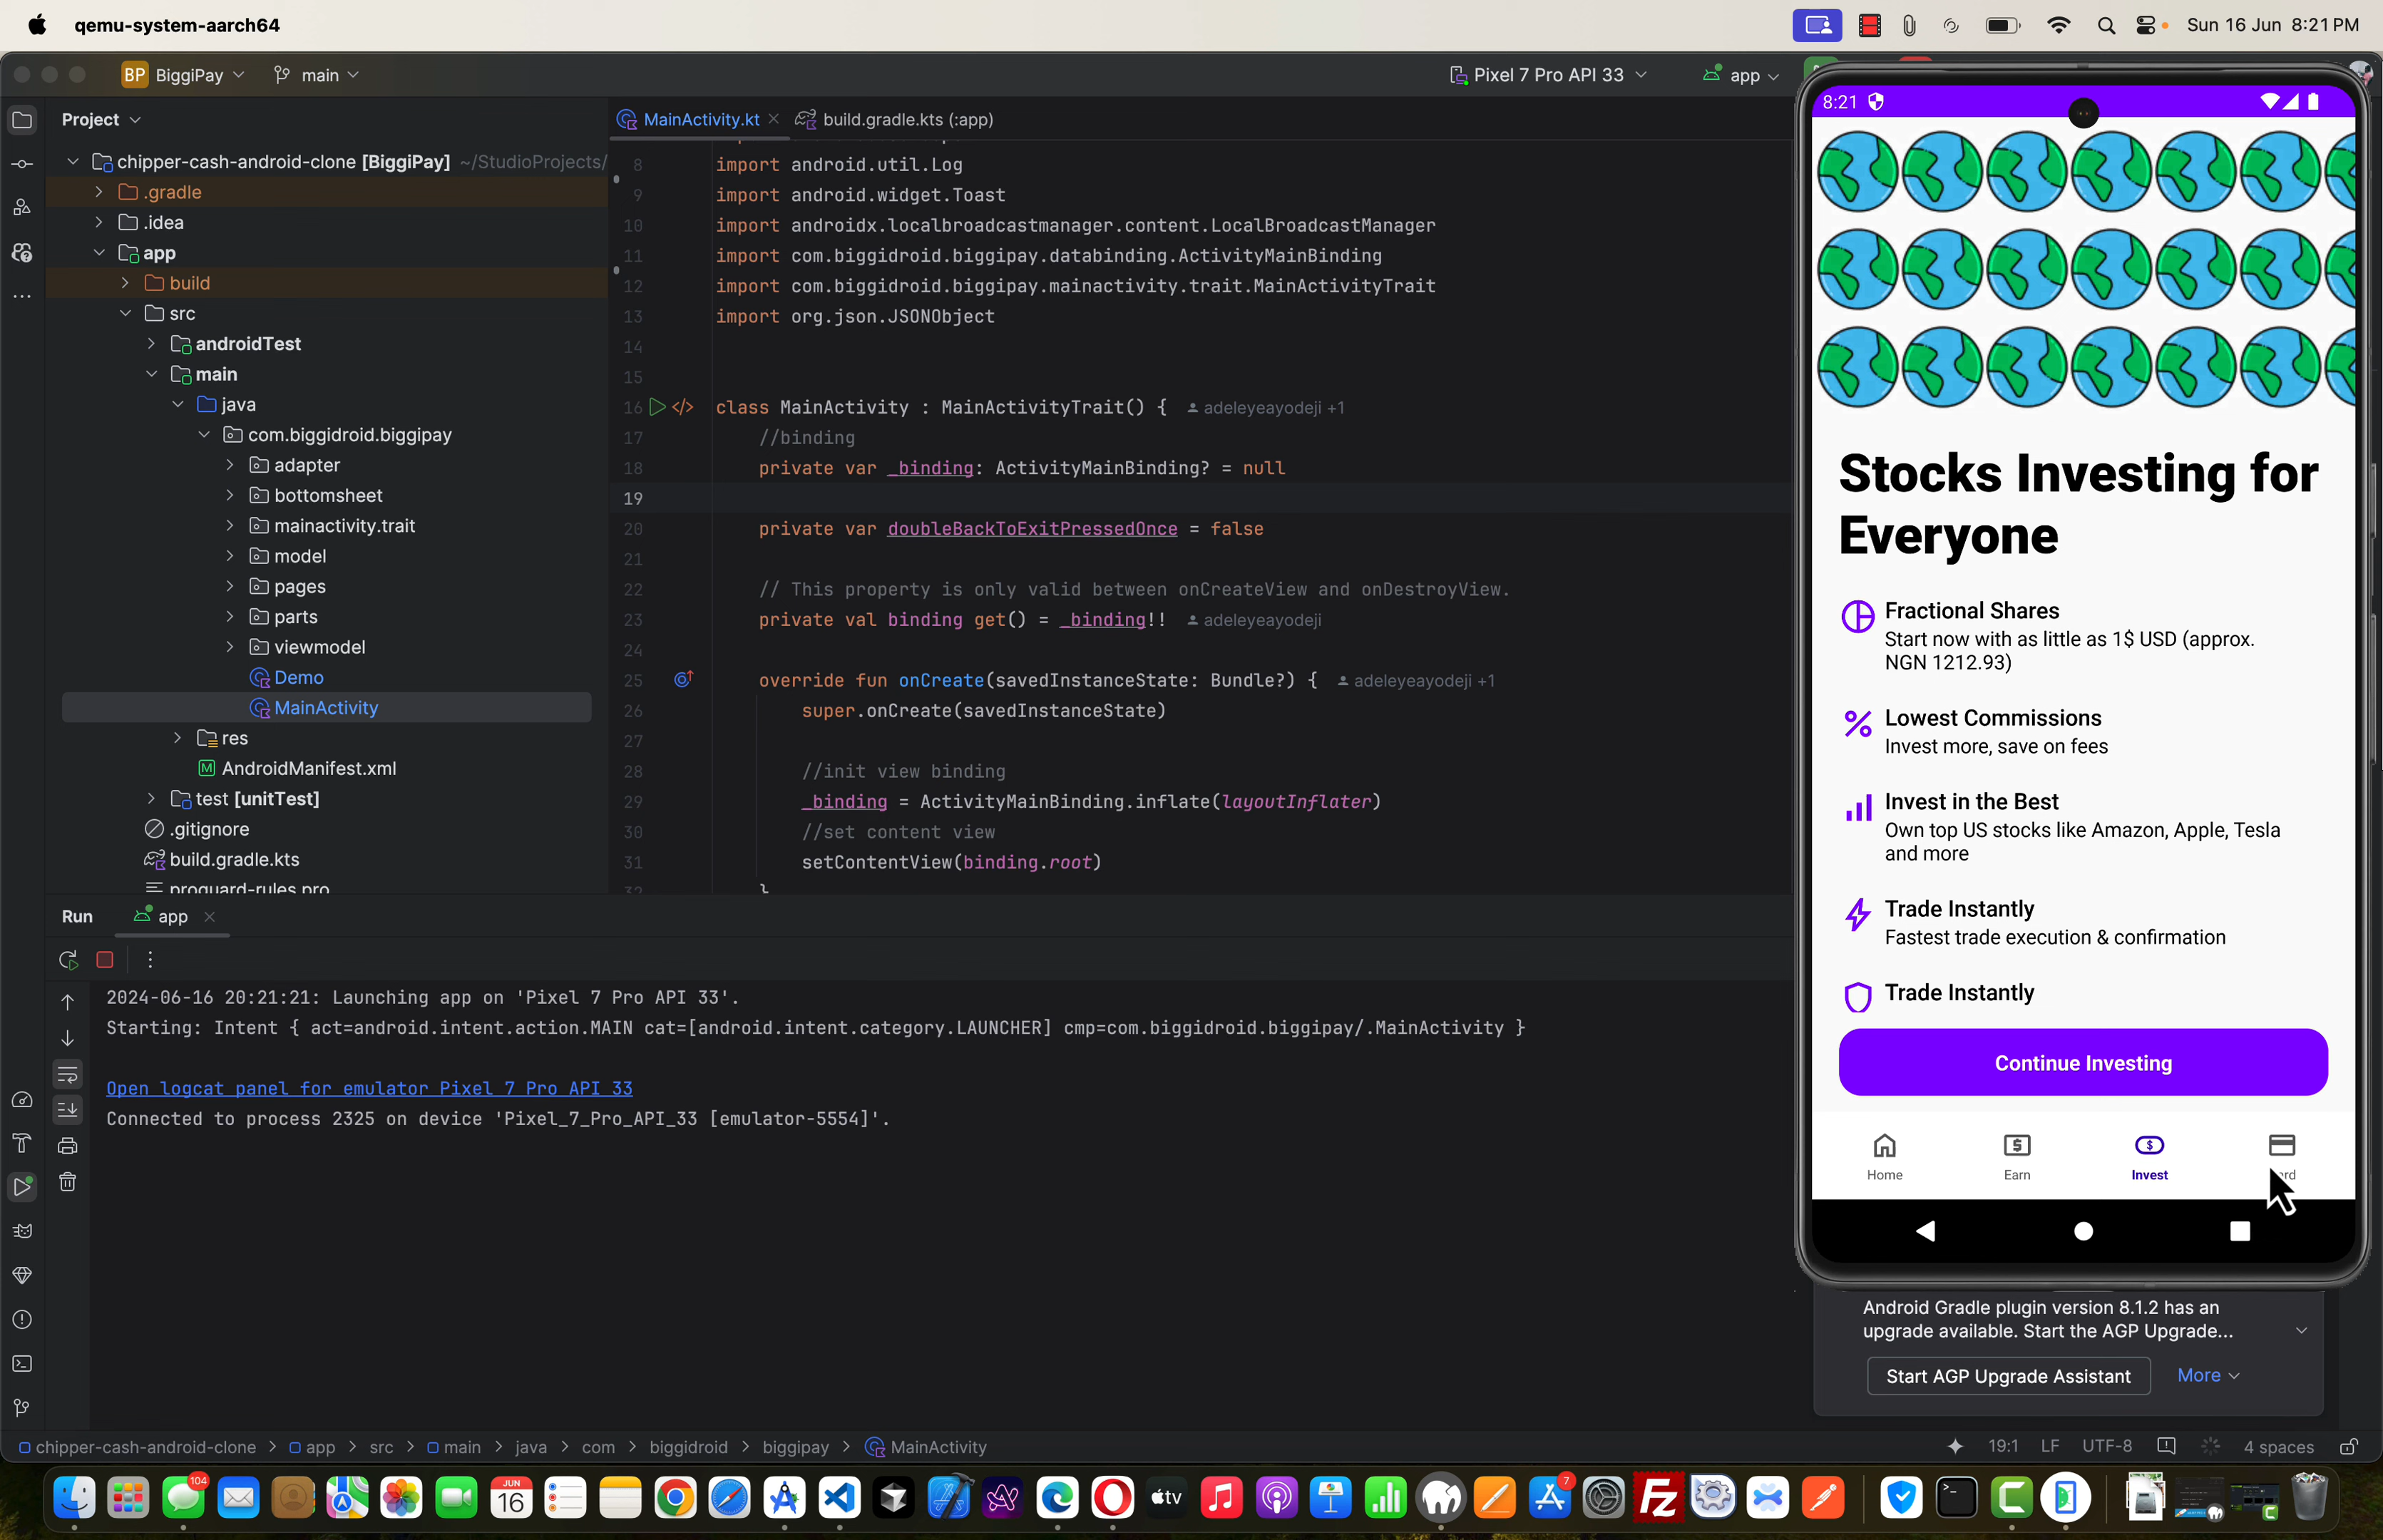 qemu-system-aarch64
Sun 16 Jun 8:21 PM
BP BiggiPay
main
Pixel 7 Pro API 33
app
Project
MainActivity.kt
build.gradle.kts (:app)
chipper-cash-android-clone [BiggiPay] ~/StudioProjects/
.gradle
.idea
app
build
src
androidTest
main
java
com.biggidroid.biggipay
adapter
bottomsheet
mainactivity.trait
model
pages
parts
viewmodel
Demo
MainActivity
res
AndroidManifest.xml
test [unitTest]
.gitignore
build.gradle.kts
proguard-rules.pro
8 import android.util.Log
9 import android.widget.Toast
10 import androidx.localbroadcastmanager.content.LocalBroadcastManager
11 import com.biggidroid.biggipay.databinding.ActivityMainBinding
12 import com.biggidroid.biggipay.mainactivity.trait.MainActivityTrait
13 import org.json.JSONObject
14
15
16 class MainActivity : MainActivityTrait() { adeleyeayodeji +1
17 //binding
18 private var _binding: ActivityMainBinding? = null
19
20 private var doubleBackToExitPressedOnce = false
21
22 // This property is only valid between onCreateView and onDestroyView.
23 private val binding get() = _binding!! adeleyeayodeji
24
25 override fun onCreate(savedInstanceState: Bundle?) { adeleyeayodeji +1
26 super.onCreate(savedInstanceState)
27
28 //init view binding
29 _binding = ActivityMainBinding.inflate(layoutInflater)
30 //set content view
31 setContentView(binding.root)
32 }
Run
app
2024-06-16 20:21:21: Launching app on 'Pixel 7 Pro API 33'.
Starting: Intent { act=android.intent.action.MAIN cat=[android.intent.category.LAUNCHER] cmp=com.biggidroid.biggipay/.MainActivity }
Open logcat panel for emulator Pixel 7 Pro API 33
Connected to process 2325 on device 'Pixel_7_Pro_API_33 [emulator-5554]'.
8:21
Stocks Investing for
Everyone
Fractional Shares
Start now with as little as 1$ USD (approx.
NGN 1212.93)
Lowest Commissions
Invest more, save on fees
Invest in the Best
Own top US stocks like Amazon, Apple, Tesla
and more
Trade Instantly
Fastest trade execution & confirmation
Trade Instantly
Continue Investing
Home
Earn
Invest
Android Gradle plugin version 8.1.2 has an
upgrade available. Start the AGP Upgrade...
Start AGP Upgrade Assistant
More
chipper-cash-android-clone > app > src > main > java > com > biggidroid > biggipay > MainActivity
19:1 LF UTF-8 4 spaces
104
JUN
16
tv
7
FZ